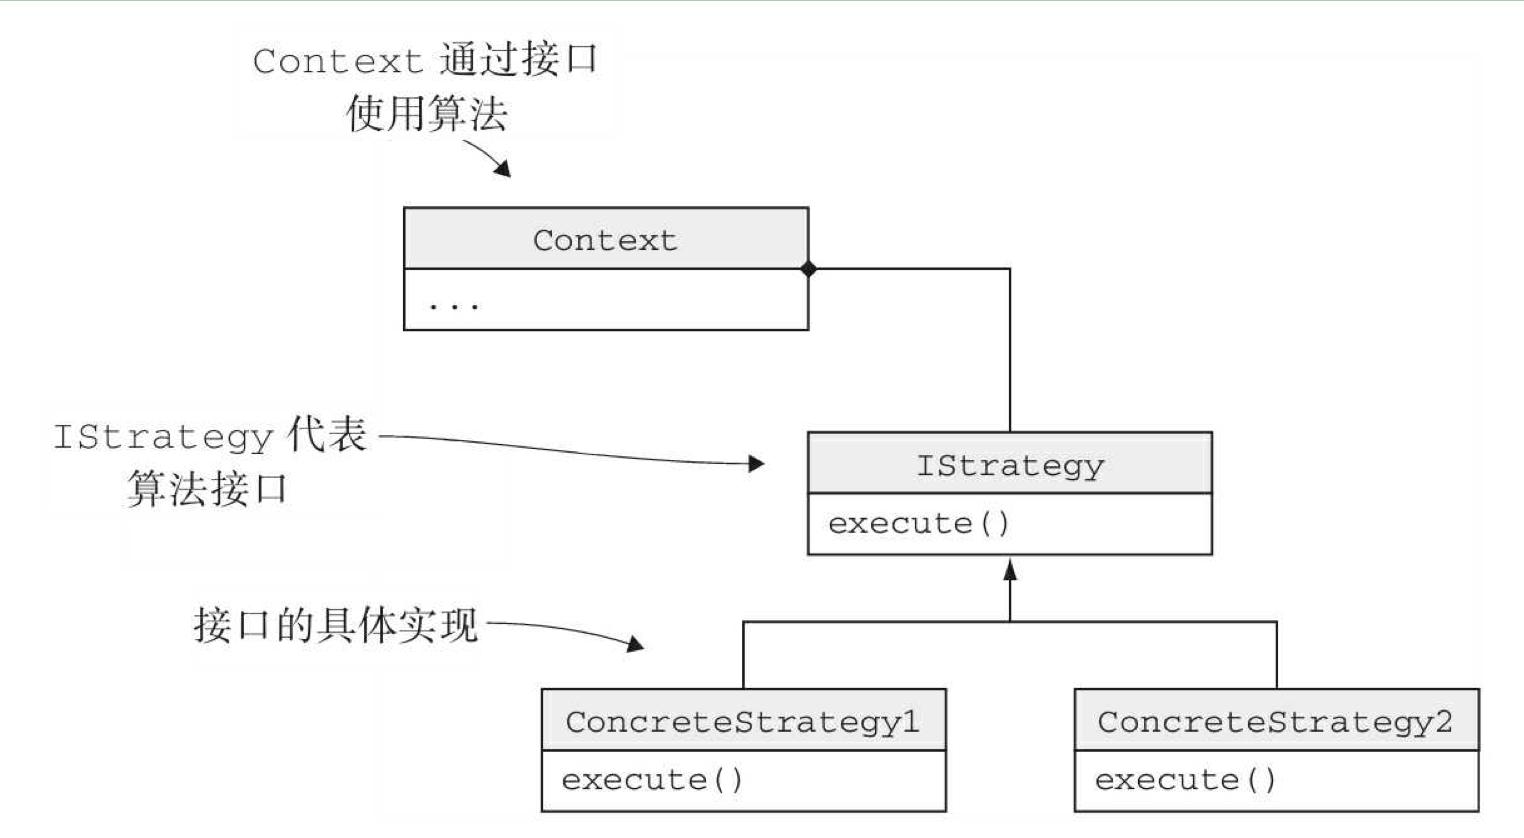 Context 通过接口
使用算法
Context
...
IStrategy 代表
算法接口
IStrategy
execute()
接口的具体实现
ConcreteStrategy1
execute()
ConcreteStrategy2
execute()